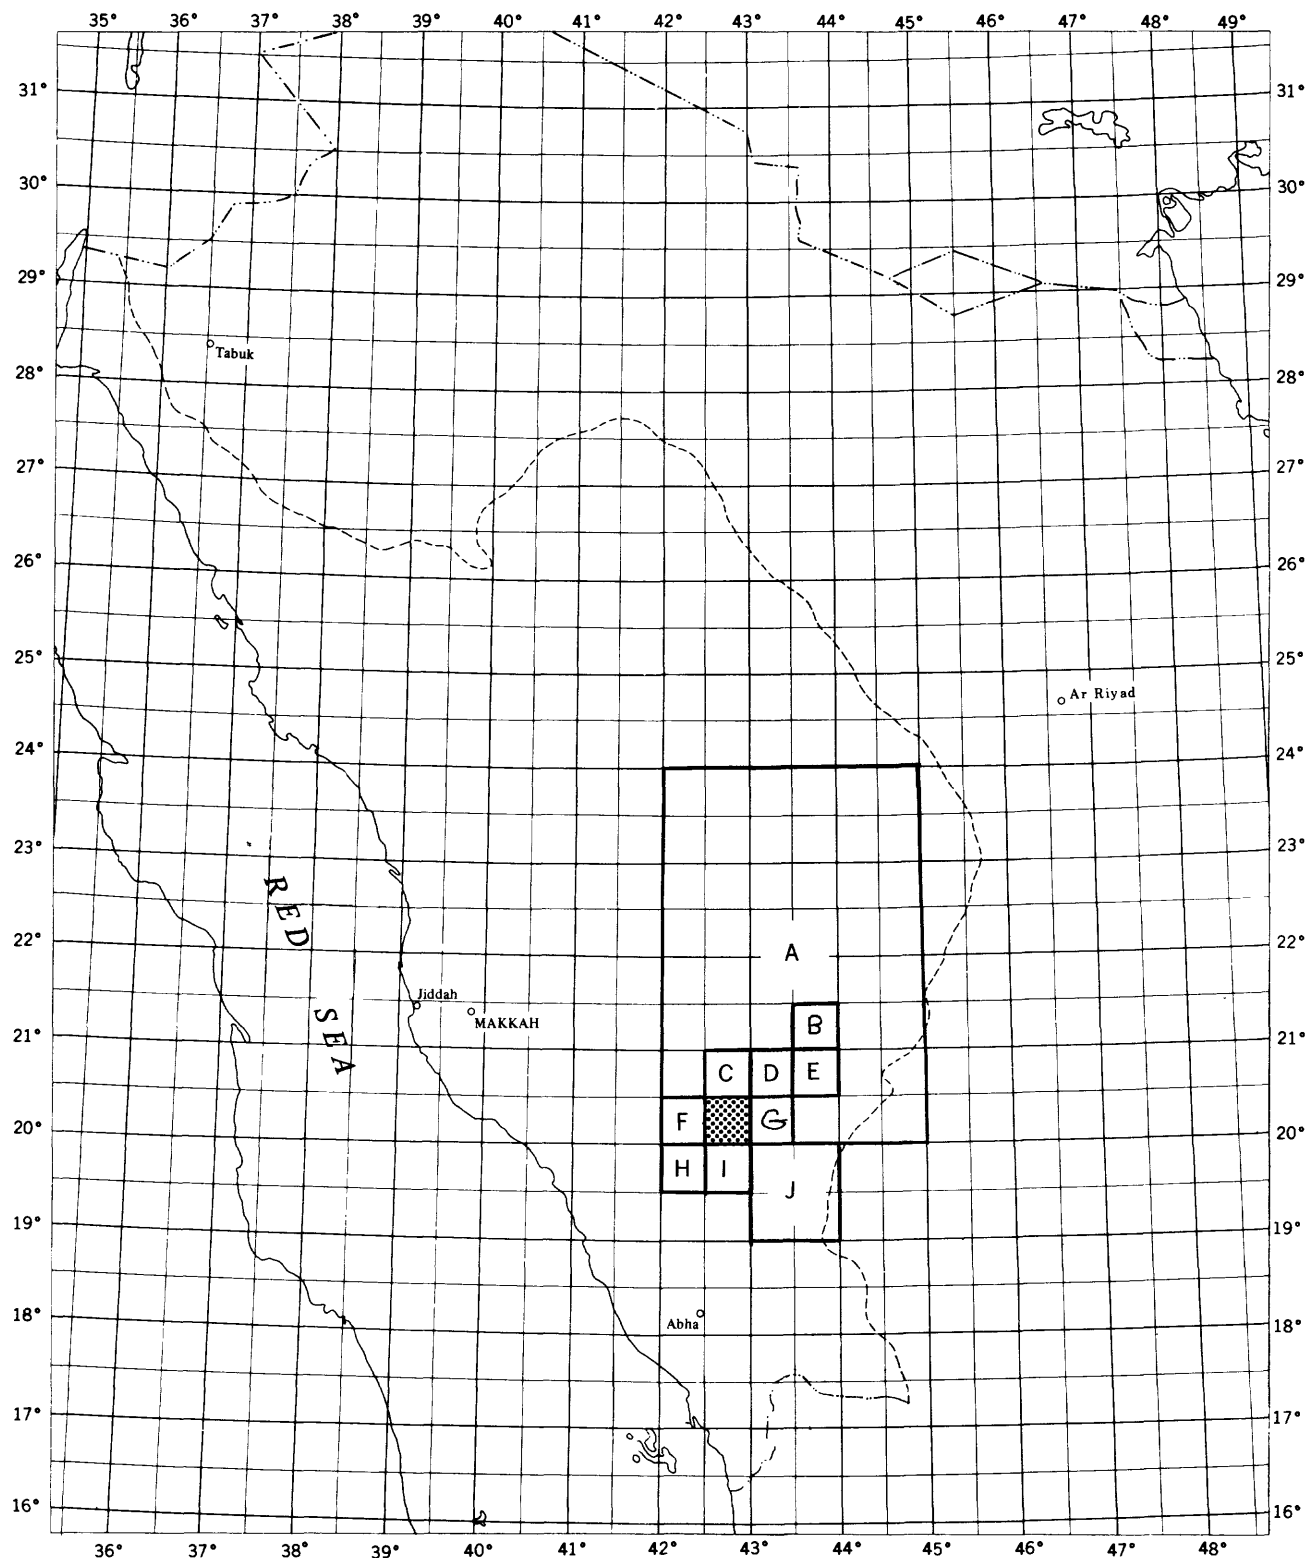 35° 36° 37° 38° 39° 40° 41° 42° 43° 44° 45° 46° 47° 48° 49°
31° 31°
30° 30°
29° 29°
Tabuk
28° 28°
27° 27°
26° 26°
25° 25°
Ar Riyad
24° 24°
23° 23°
RED
22° A 22°
Jiddah
SEA MAKKAH B
21° 21°
C D E
F G
20° 20°
H I J
19° 19°
18° 18°
Abha
17° 17°
16° 16°
36° 37° 38° 39° 40° 41° 42° 43° 44° 45° 46° 47° 48°